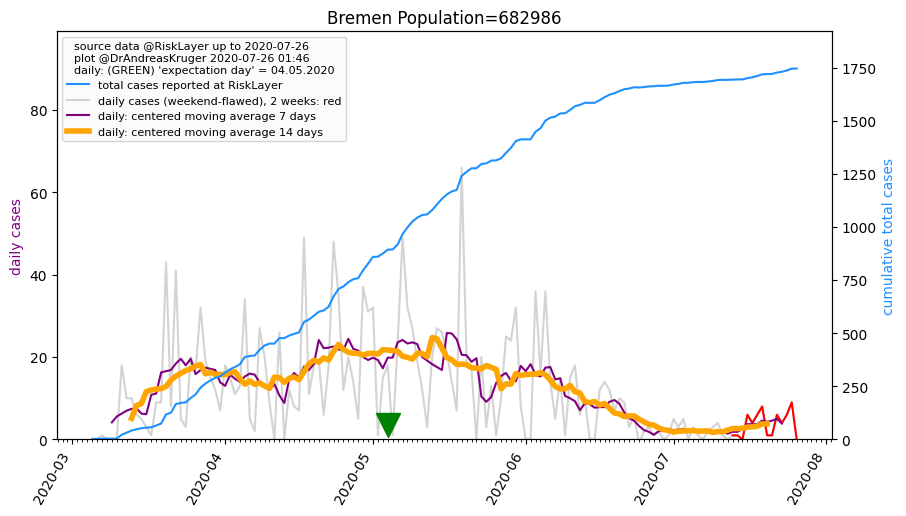 Bremen Population=682986
source data @RiskLayer up to 2020-07-26
plot @DrAndreasKruger 2020-07-26 01:46
daily: (GREEN) 'expectation day' = 04.05.2020
total cases reported at RiskLayer
daily cases (weekend-flawed), 2 weeks: red
daily: centered moving average 7 days
daily: centered moving average 14 days
daily cases
80
60
40
20
0
cumulative total cases
1750
1500
1250
1000
750
500
250
0
2020-03
2020-04
2020-05
2020-06
2020-07
2020-08